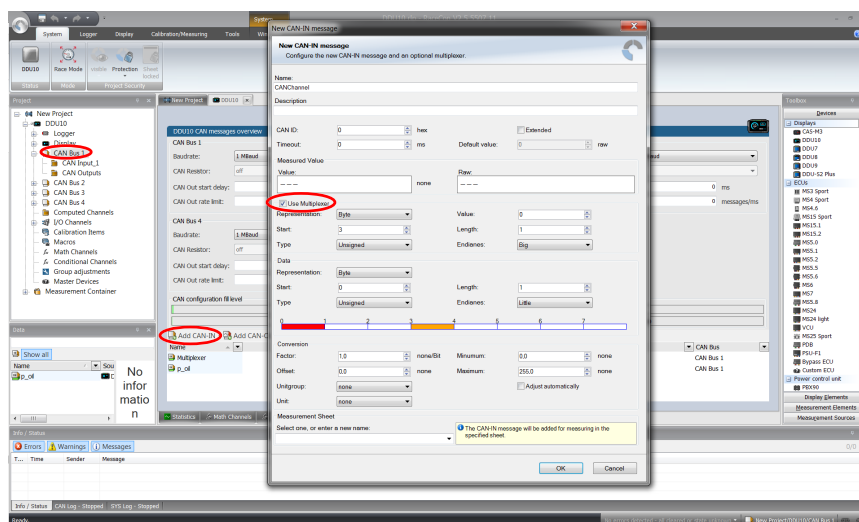 System
System Logger Display Calibration/Measuring Tools
DDU10 Race Mode visible Protection Sheet
locked
Status Mode Project Security
Project
New Project
DDU10
Logger
Display
CAN Bus 1
CAN Input_1
CAN Outputs
CAN Bus 2
CAN Bus 3
CAN Bus 4
Computed Channels
I/O Channels
Calibration Items
Macros
Math Channels
Conditional Channels
Group adjustments
Master Devices
Measurement Container
Data
Show all
Name Sou
p_oil
No
infor
matio
n
New Project DDU10
DDU10 CAN messages overview
CAN Bus 1
Baudrate: 1 MBaud
CAN Resistor: off
CAN Out start delay:
CAN Out rate limit:
CAN Bus 4
Baudrate: 1 MBaud
CAN Resistor: off
CAN Out start delay:
CAN Out rate limit:
CAN configuration fill level
Add CAN-IN
Name
Multiplexer
p_oil
Statistics Math Channels
New CAN-IN message
New CAN-IN message
Configure the new CAN-IN message and an optional multiplexer.
Name:
CANChannel
Description
CAN ID: 0 hex Extended
Timeout: 0 ms Default value: 0 raw
Measured Value
Value: Raw:
--- none ---
Use Multiplexer
Representation: Byte Value: 0
Start: 3 Length: 1
Type Unsigned Endienes: Big
Data
Representation: Byte
Start: 0 Length: 1
Type Unsigned Endienes: Little
0 1 2 3 4 5 6 7
Conversion
Factor: 1,0 none/Bit Minumum: 0,0 none
Offset: 0,0 none Maximum: 255,0 none
Unitgroup: none Adjust automatically
Unit: none
Measurement Sheet
Select one, or enter a new name:
The CAN-IN message will be added for measuring in the
specified sheet.
OK Cancel
0 ms
0 messages/ms
CAN Bus
CAN Bus 1
CAN Bus 1
Toolbox
Devices
Displays
CAS-M3
DDU10
DDU7
DDU8
DDU9
DDU-S2 Plus
ECUs
MS3 Sport
MS4 Sport
MS4.6
MS15 Sport
MS15.1
MS15.2
MS5.0
MS5.1
MS5.2
MS5.5
MS5.6
MS6
MS7
MS5.8
MS24
MS24 light
VCU
MS25 Sport
PDB
PSU-F1
Bypass ECU
Custom ECU
Power control unit
PBX90
Display Elements
Measurement Elements
Measurement Sources
Info / Status
Errors Warnings Messages 0/0
T... Time Sender Message
Info / Status CAN Log - Stopped SYS Log - Stopped
Ready. New Project/DDU10/CAN Bus 1